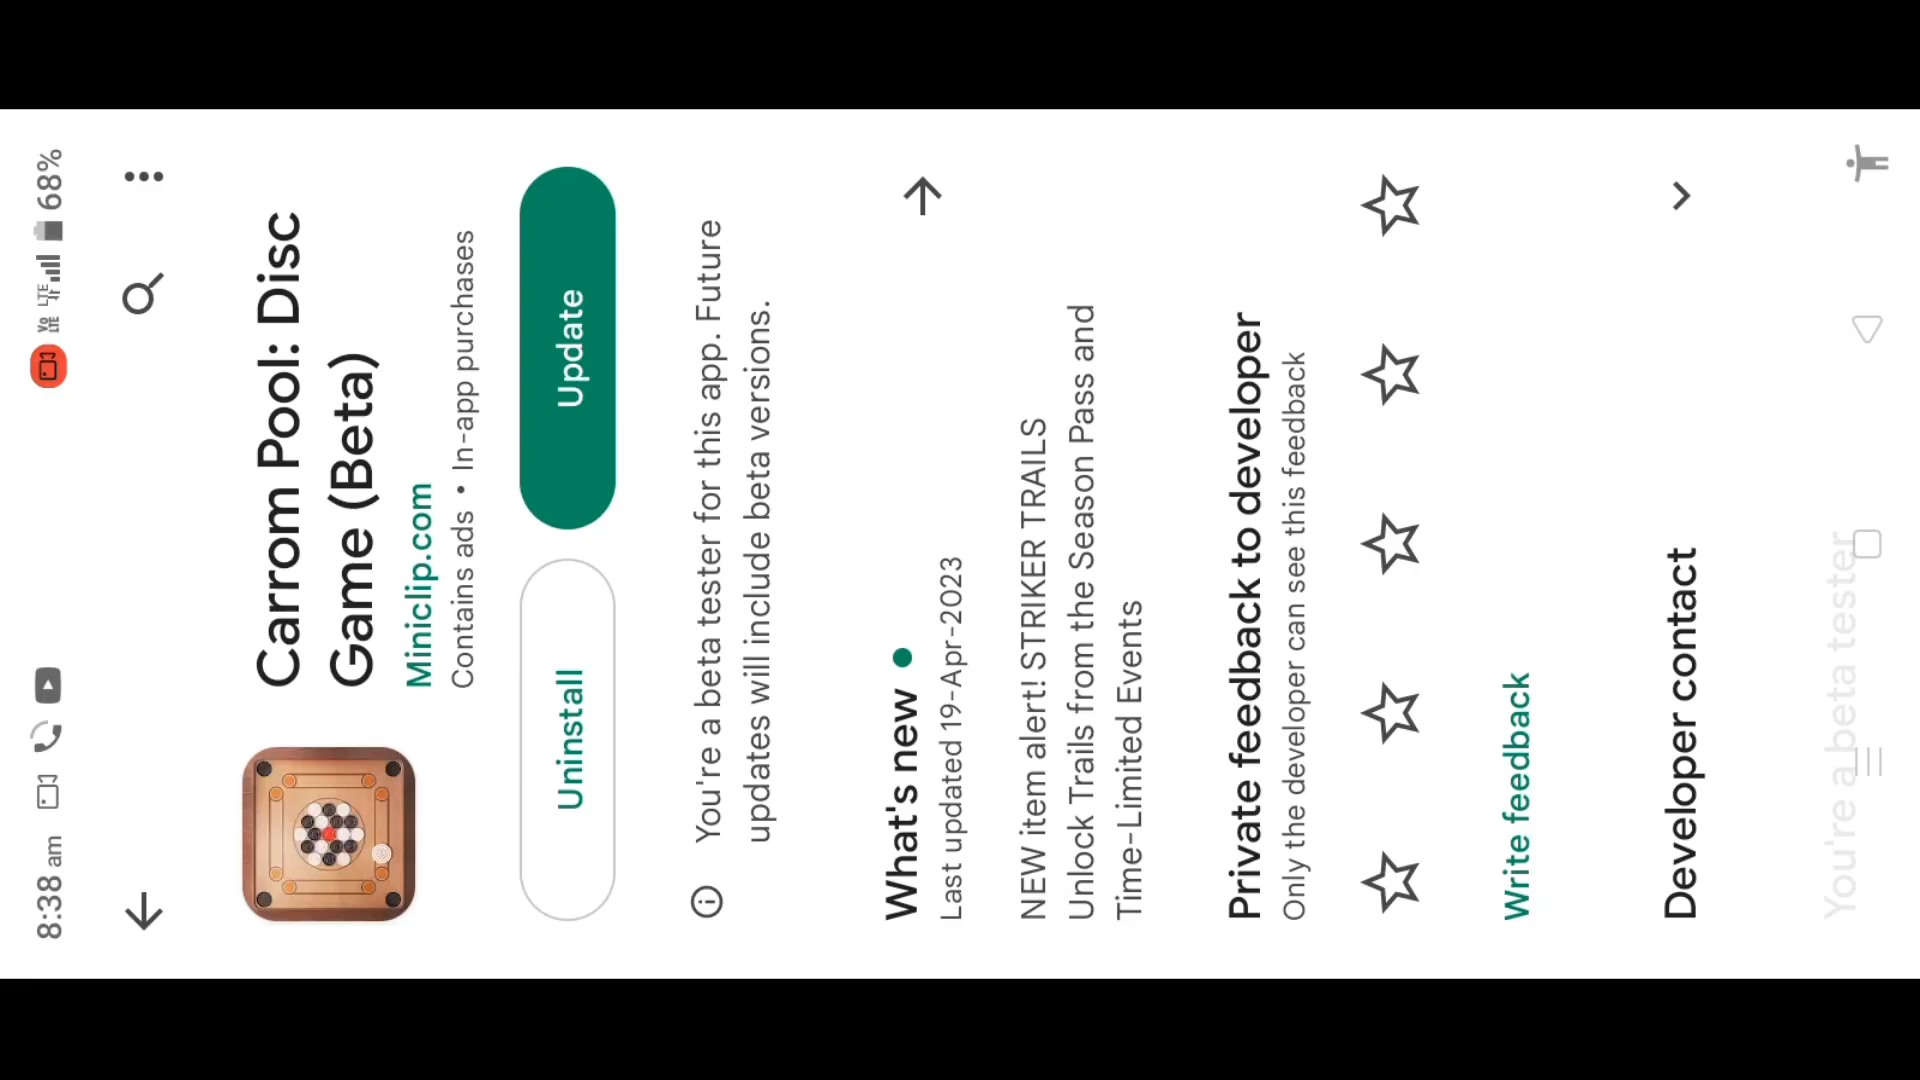 8:38 am
Vo LTE LTE 68%
Carrom Pool: Disc
Game (Beta)
Miniclip.com
Contains ads • In-app purchases
Uninstall
Update
You're a beta tester for this app. Future
updates will include beta versions.
What's new
Last updated 19-Apr-2023
NEW item alert! STRIKER TRAILS
Unlock Trails from the Season Pass and
Time-Limited Events
Private feedback to developer
Only the developer can see this feedback
Write feedback
Developer contact
You're a beta tester